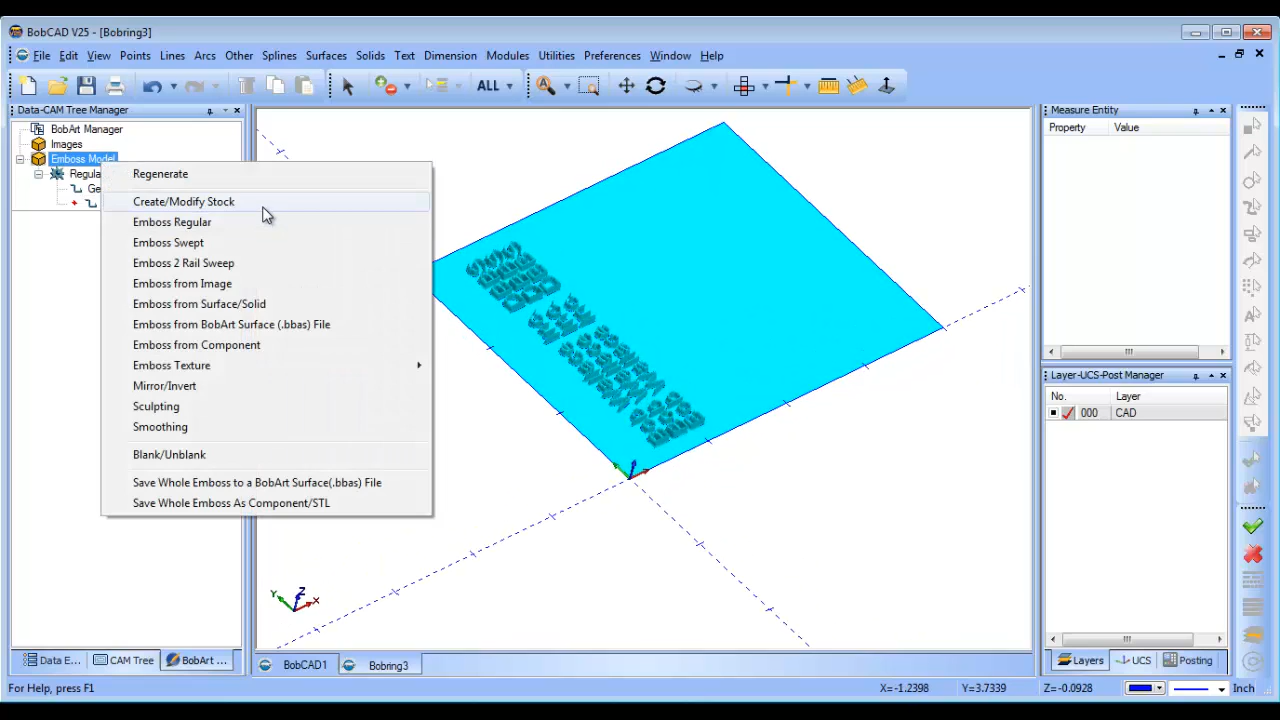 BobCAD V25 - [Bobring3]
File Edit View Points Lines Arcs Other Splines Surfaces Solids Text Dimension Modules Utilities Preferences Window Help
ALL
Data-CAM Tree Manager
BobArt Manager
Images
Emboss Model
Regula
Ge
Regenerate
Create/Modify Stock
Emboss Regular
Emboss Swept
Emboss 2 Rail Sweep
Emboss from Image
Emboss from Surface/Solid
Emboss from BobArt Surface (.bbas) File
Emboss from Component
Emboss Texture
Mirror/Invert
Sculpting
Smoothing
Blank/Unblank
Save Whole Emboss to a BobArt Surface(.bbas) File
Save Whole Emboss As Component/STL
Z
Y X
Measure Entity
Property Value
Layer-UCS-Post Manager
No. Layer
000 CAD
Data E... CAM Tree BobArt ...
BobCAD1 Bobring3
Layers UCS Posting
For Help, press F1
X=-1.2398 Y=3.7339 Z=-0.0928 Inch